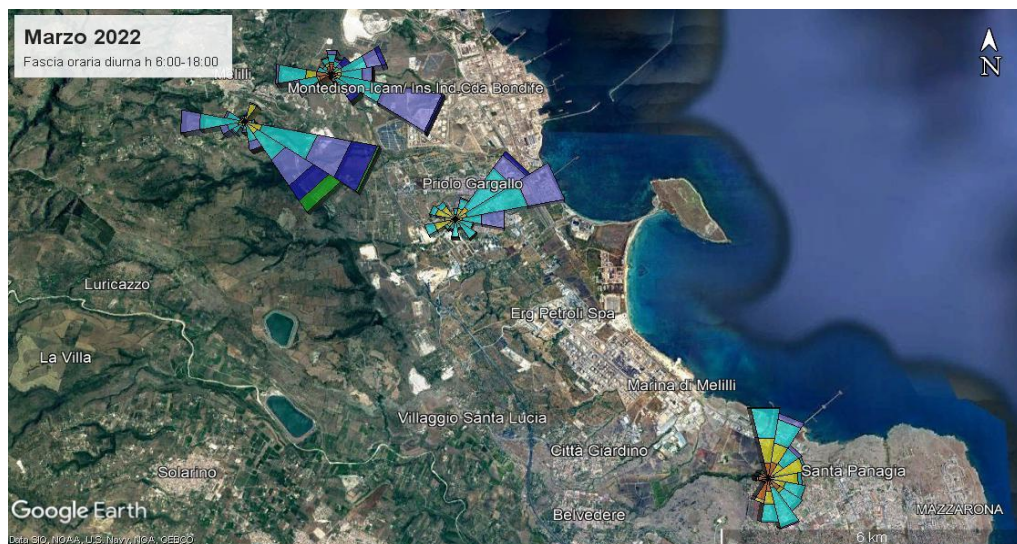 Marzo 2022
Fascia oraria diurna h 6:00-18:00
N
Melilli
Montedison-Icam/ Ins.Ind.Cda Bondife
Priolo Gargallo
Luricazzo
Erg Petroli Spa
La Villa
Marina di Melilli
Villaggio Santa Lucia
Città Giardino
Santa Panagia
Solarino
Belvedere
MAZZARONA
Google Earth
6 km
Data SIO, NOAA, U.S. Navy, NGA, GEBCO